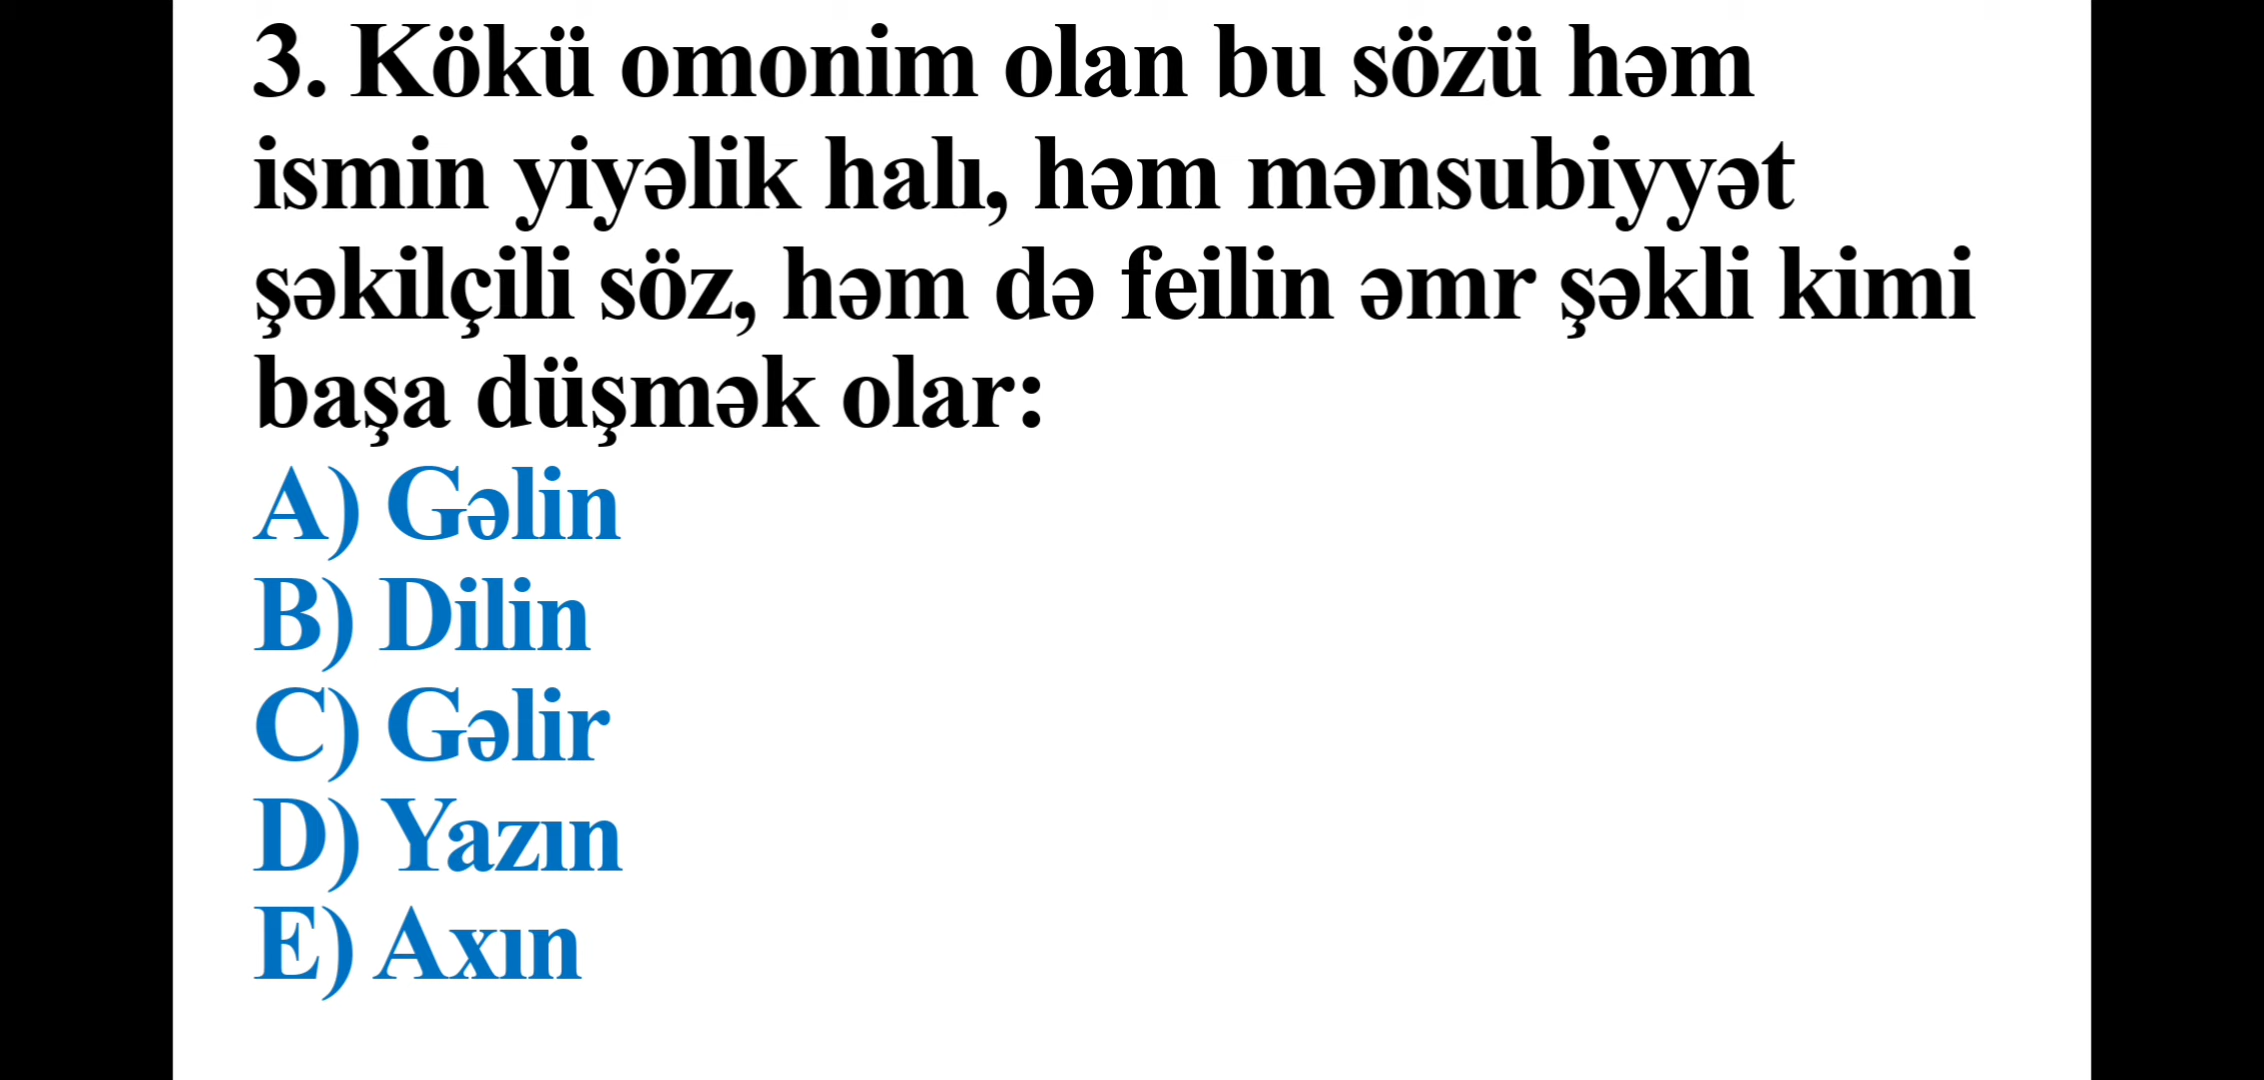 3. Kökü omonim olan bu sözü həm
ismin yiyəlik halı, həm mənsubiyyət
şəkilçili söz, həm də feilin əmr şəkli kimi
başa düşmək olar:
A) Gəlin
B) Dilin
C) Gəlir
D) Yazın
E) Axın